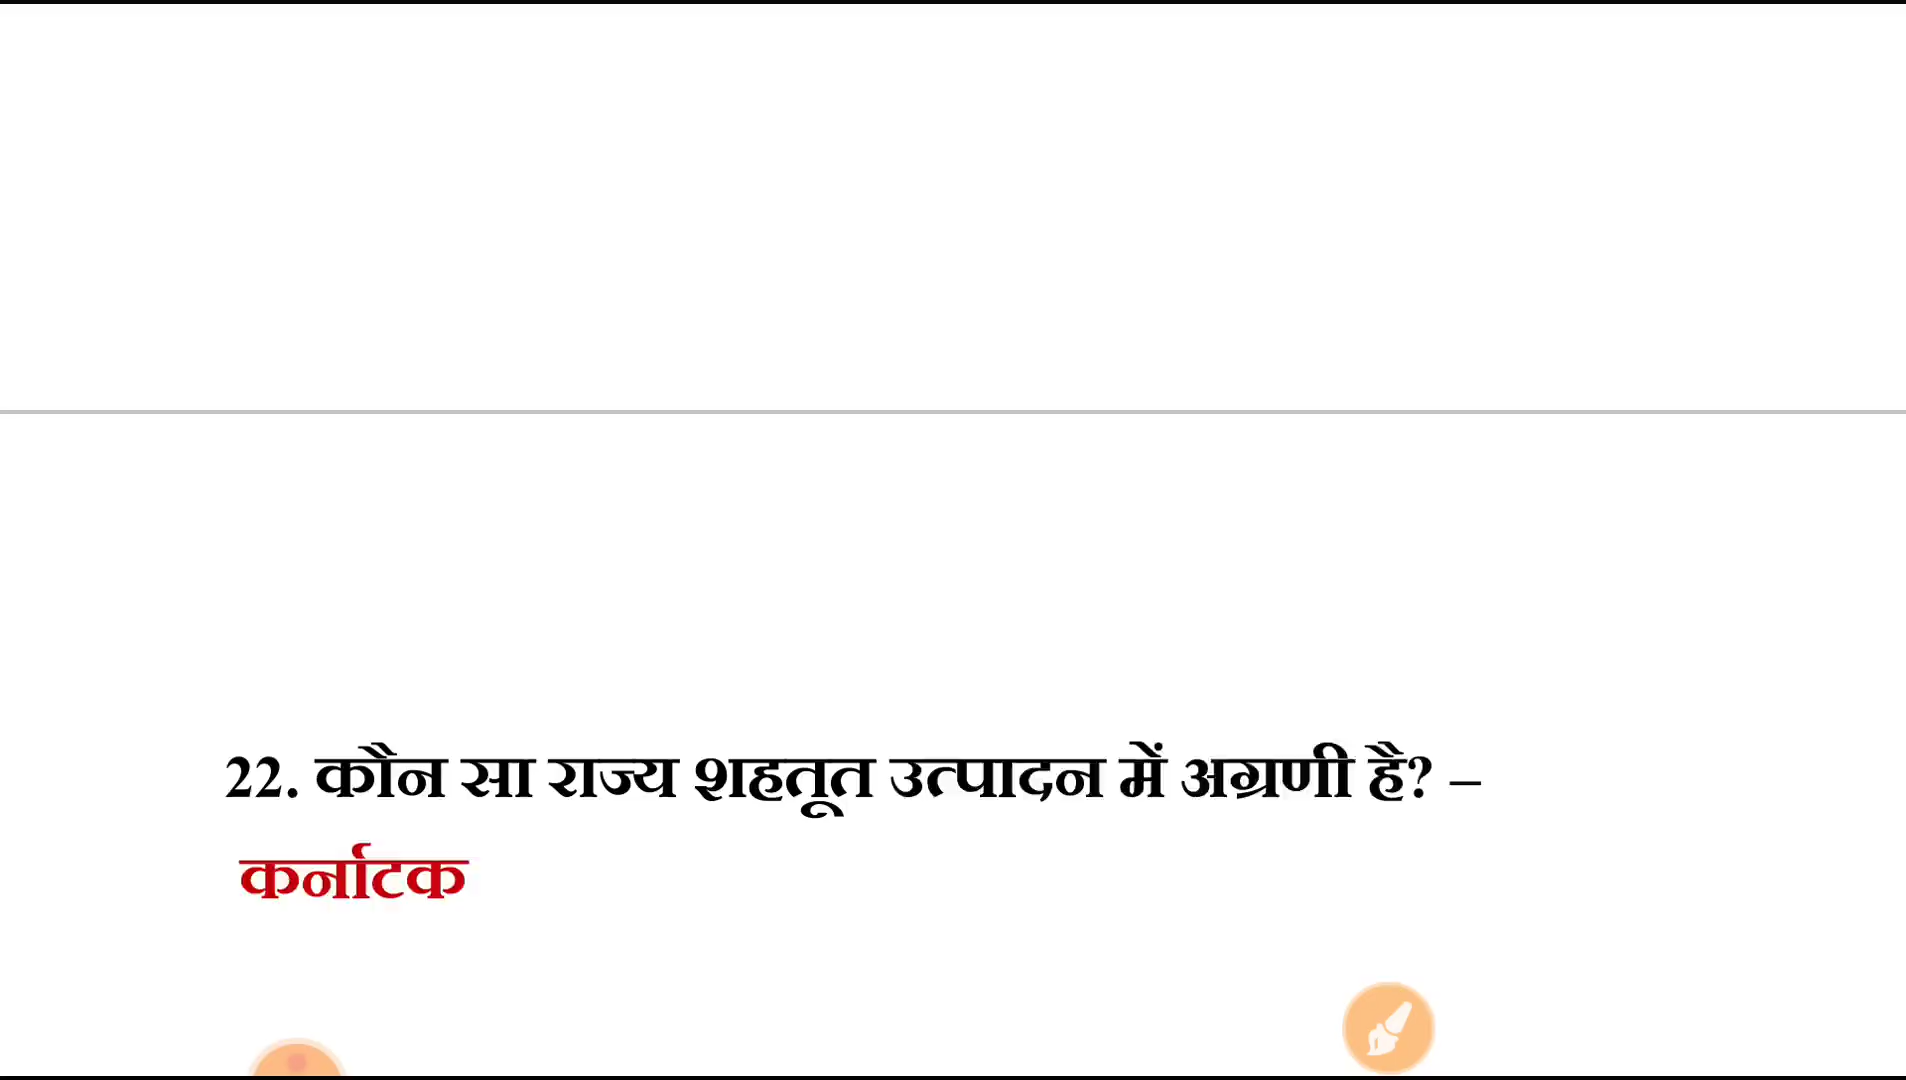 22. कौन सा राज्य शहतूत उत्पादन में अग्रणी है? –
कर्नाटक